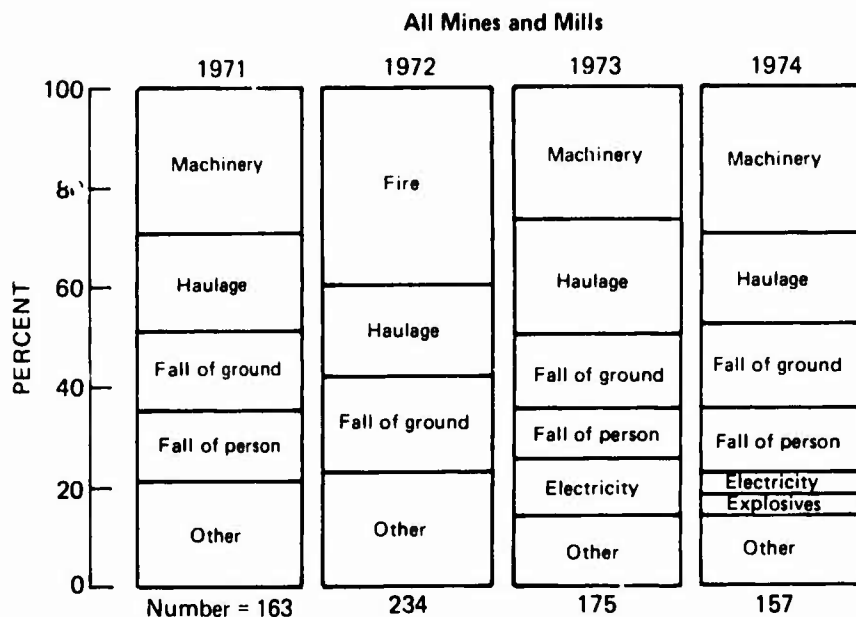 All Mines and Mills
1971 1972 1973 1974
100
80
60
40
20
0
PERCENT
Machinery
Haulage
Fall of ground
Fall of person
Other
Fire
Haulage
Fall of ground
Other
Machinery
Haulage
Fall of ground
Fall of person
Electricity
Other
Machinery
Haulage
Fall of ground
Fall of person
Electricity
Explosives
Other
Number = 163 234 175 157